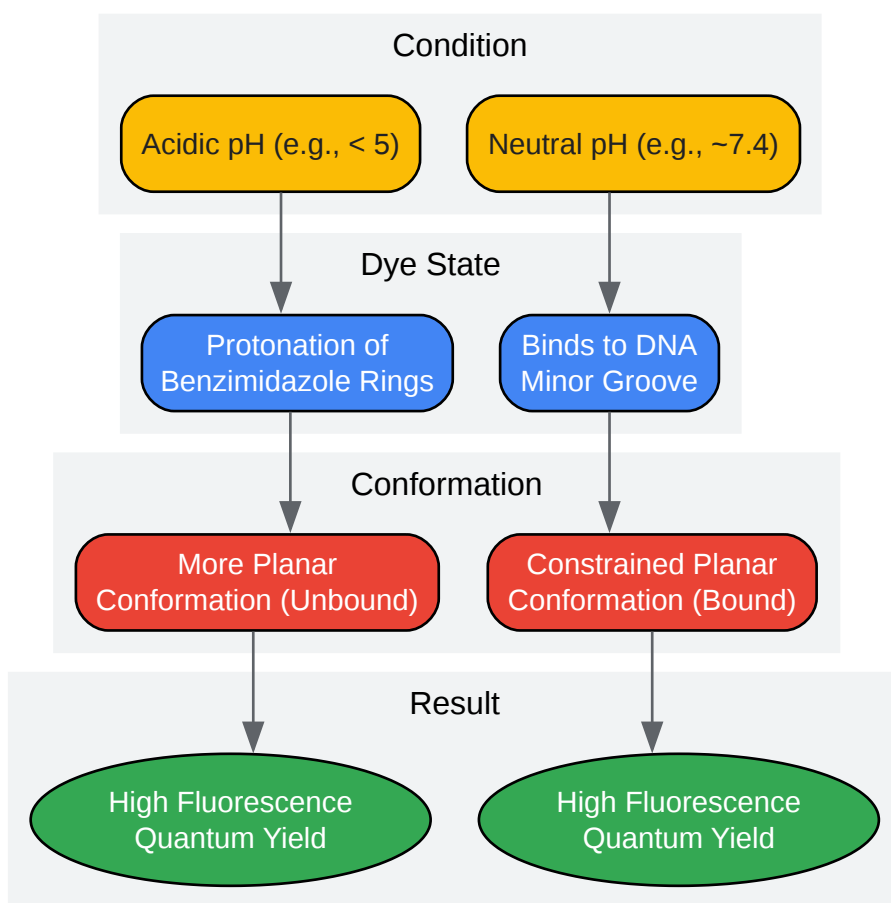 Condition
Acidic pH (e.g., < 5)
Neutral pH (e.g., ~7.4)
Dye State
Protonation of
Benzimidazole Rings
Binds to DNA
Minor Groove
Conformation
More Planar
Conformation (Unbound)
Constrained Planar
Conformation (Bound)
Result
High Fluorescence
Quantum Yield
High Fluorescence
Quantum Yield